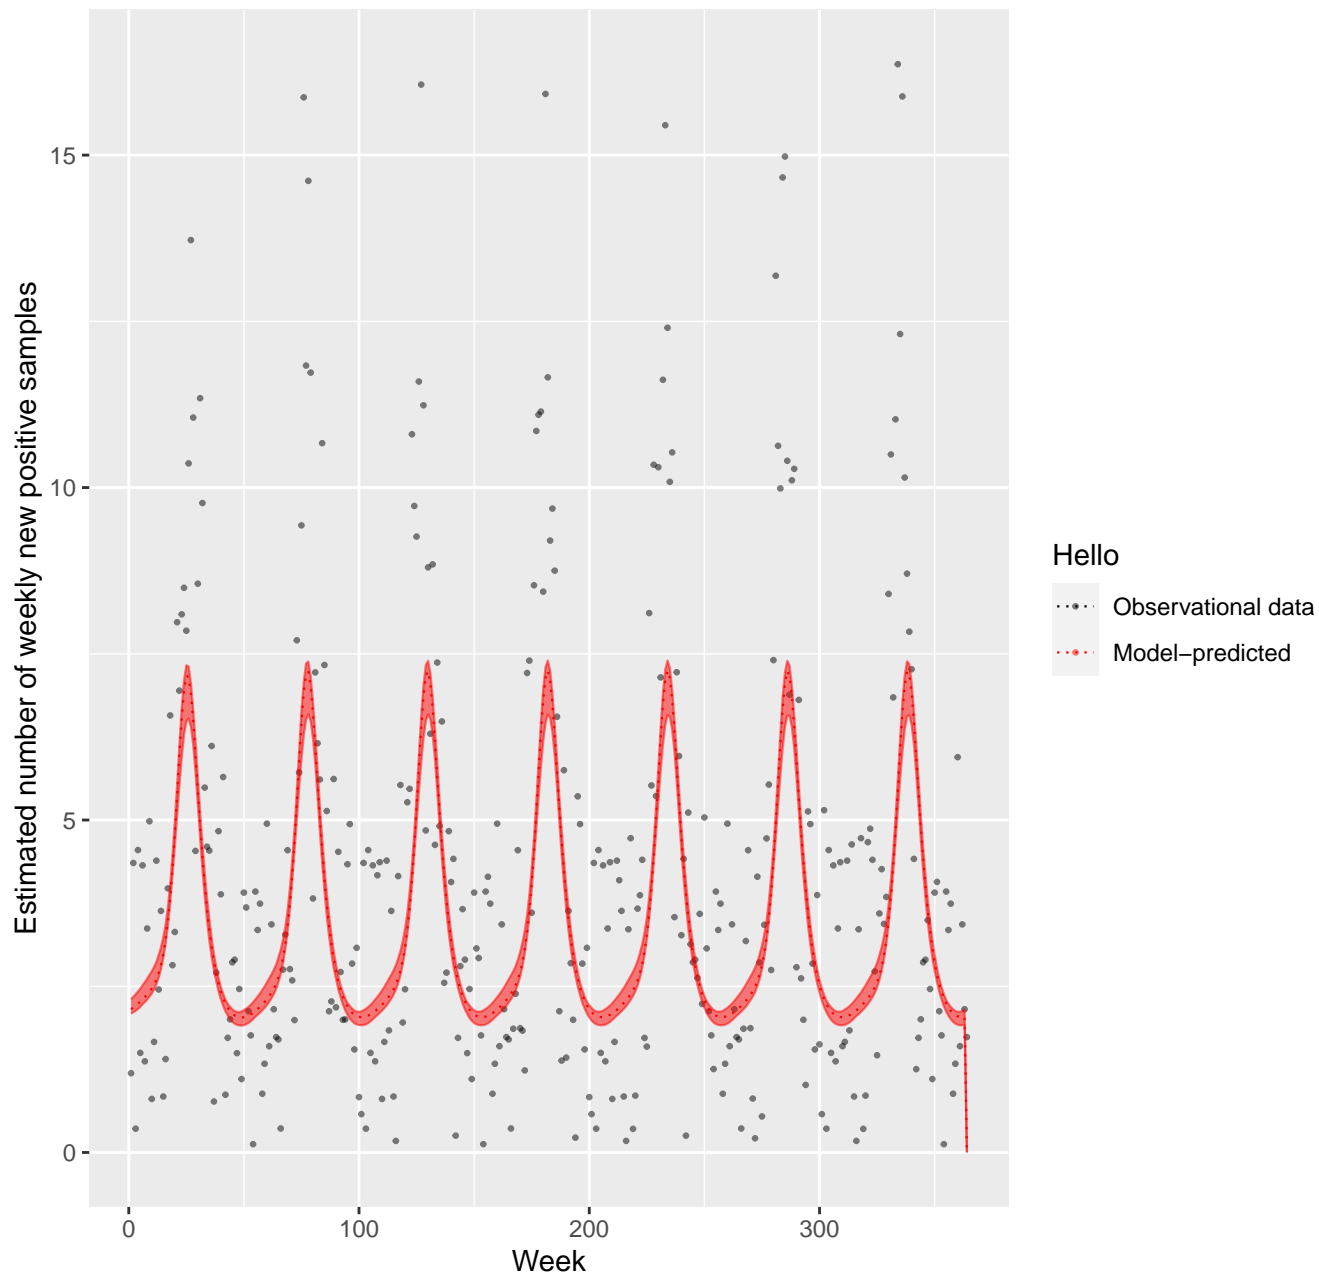 Estimated number of weekly new positive samples
15
10
5
0
0
100
200
300
Week
Hello
Observational data
Model−predicted